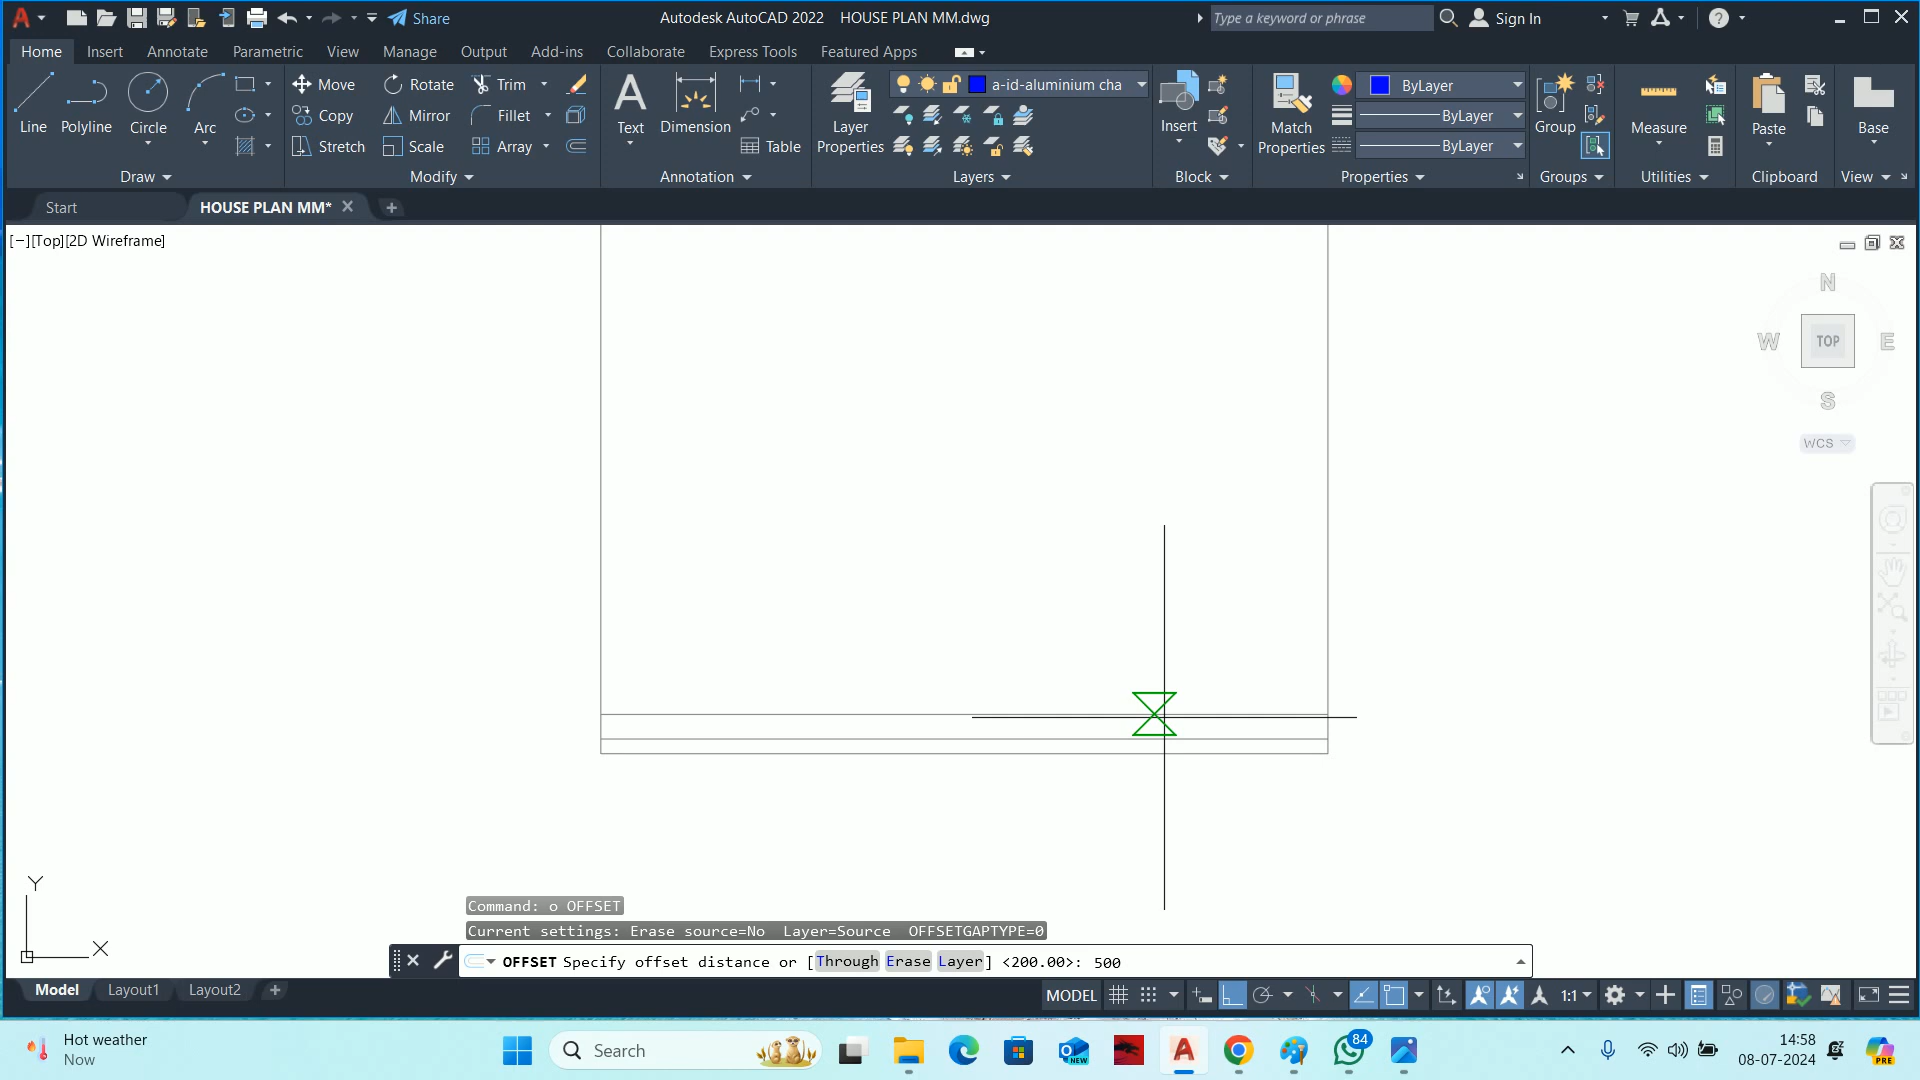 Share
Autodesk AutoCAD 2022 HOUSE PLAN MM.dwg
Type a keyword or phrase
Sign In
Home Insert Annotate Parametric View Manage Output Add-ins Collaborate Express Tools Featured Apps
Line
Polyline
Circle
Arc
Move
Rotate
Trim
Copy
Mirror
Fillet
Stretch
Scale
Array
Text
Dimension
Table
Layer
Properties
a-id-aluminium cha
Insert
Match
Properties
ByLayer
ByLayer
ByLayer
Group
Measure
Paste
Base
Draw Modify Annotation Layers Block Properties Groups Utilities Clipboard View
Start
HOUSE PLAN MM*
[−][Top][2D Wireframe]
N
W
TOP
E
S
WCS
Y
X
Command: o OFFSET
Current settings: Erase source=No Layer=Source OFFSETGAPTYPE=0
OFFSET Specify offset distance or [Through Erase Layer] <200.00>: 500
Model Layout1 Layout2
MODEL
1:1
Hot weather
Now
Search
NEW
84
14:58
08-07-2024
PRE